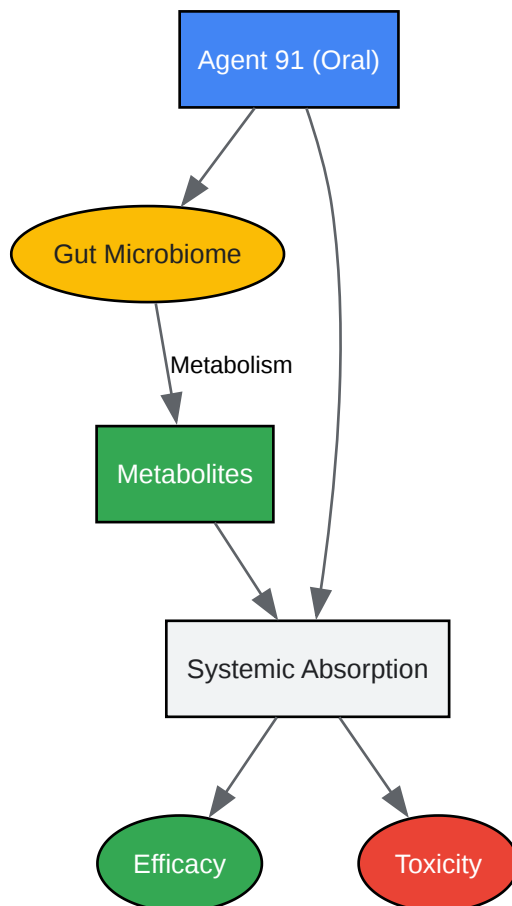 Agent 91 (Oral)
Gut Microbiome
Metabolism
Metabolites
Systemic Absorption
Efficacy
Toxicity